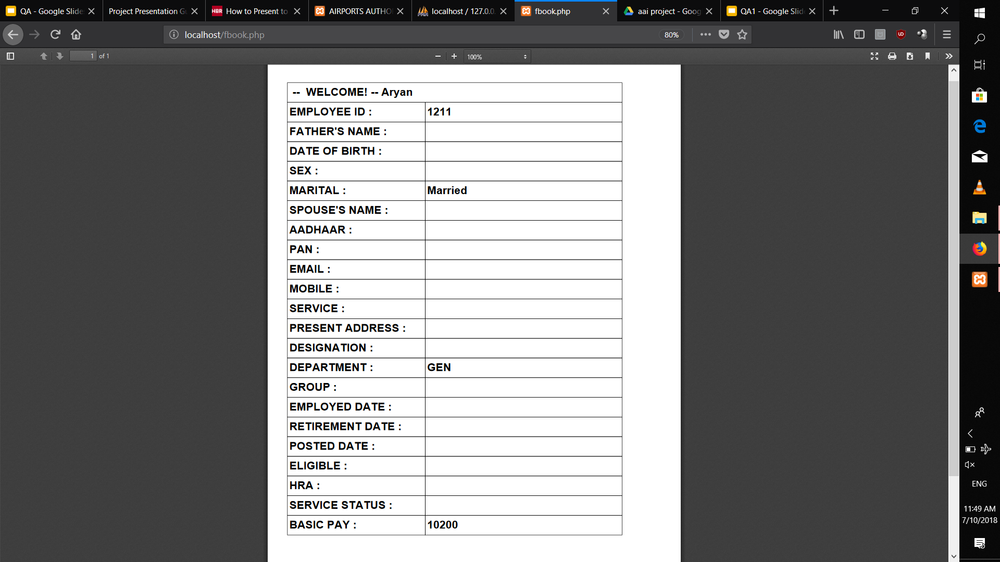 QA - Google Slide
Project Presentation Gu
HBR How to Present to
AIRPORTS AUTHO
localhost / 127.0.0.
fbook.php
aai project - Goog
QA1 - Google Slid
localhost/fbook.php
80%
1 of 1
100%
-- WELCOME! -- Aryan
EMPLOYEE ID : 1211
FATHER'S NAME :
DATE OF BIRTH :
SEX :
MARITAL : Married
SPOUSE'S NAME :
AADHAAR :
PAN :
EMAIL :
MOBILE :
SERVICE :
PRESENT ADDRESS :
DESIGNATION :
DEPARTMENT : GEN
GROUP :
EMPLOYED DATE :
RETIREMENT DATE :
POSTED DATE :
ELIGIBLE :
HRA :
SERVICE STATUS :
BASIC PAY : 10200
ENG
11:49 AM
7/10/2018